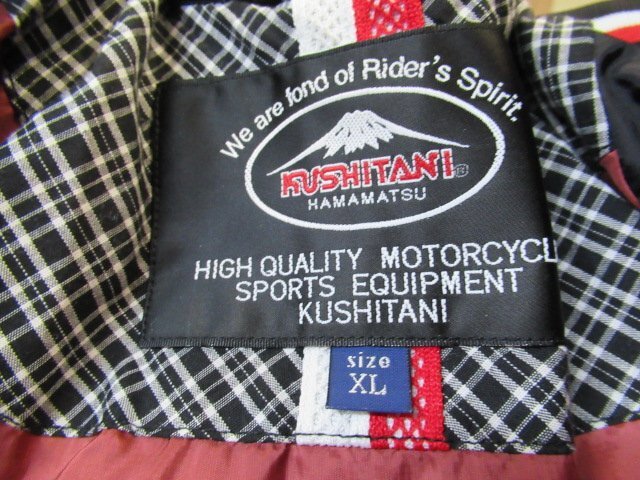 We are fond of Rider's Spirit.
KUSHITANI®
HAMAMATSU
HIGH QUALITY MOTORCYCL
SPORTS EQUIPMENT
KUSHITANI
size
XL